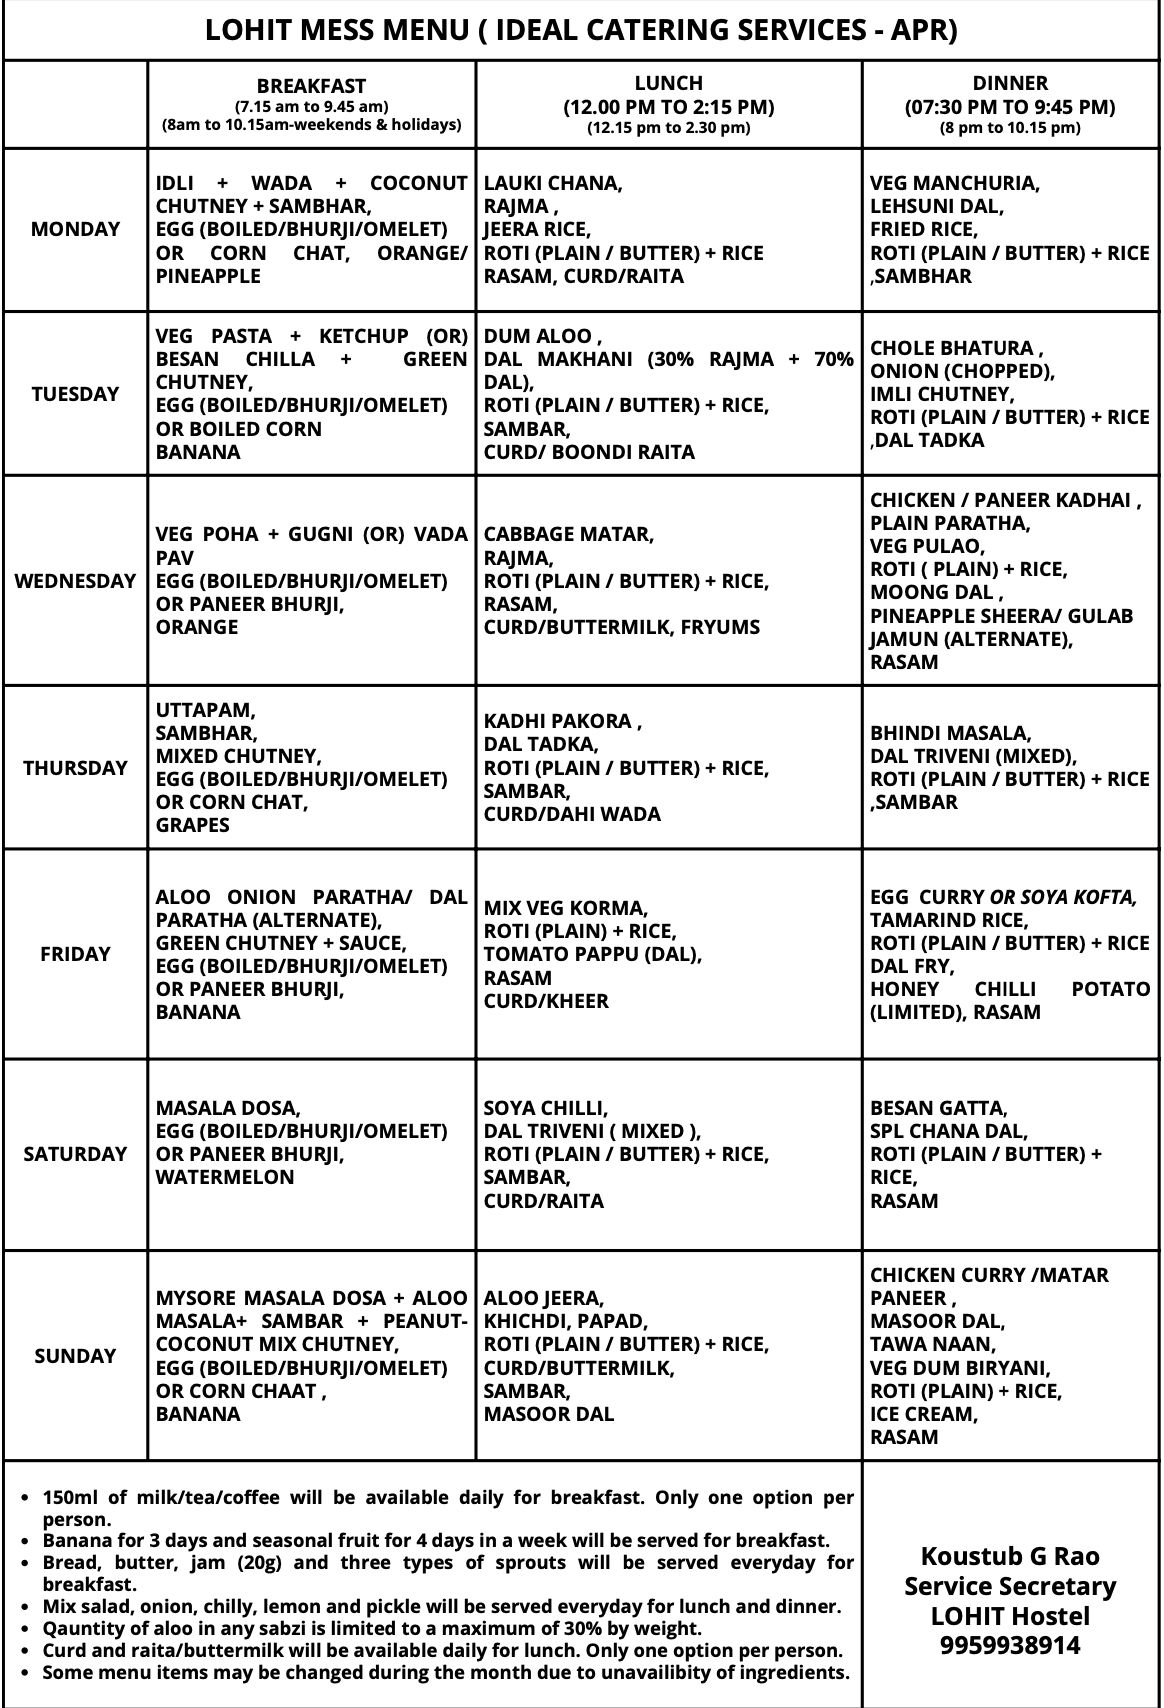 LOHIT MESS MENU ( IDEAL CATERING SERVICES - APR)
BREAKFAST
(7.15 am to 9.45 am)
(8am to 10.15am-weekends & holidays)
LUNCH
(12.00 PM TO 2:15 PM)
(12.15 pm to 2.30 pm)
DINNER
(07:30 PM TO 9:45 PM)
(8 pm to 10.15 pm)
MONDAY
IDLI + WADA + COCONUT
CHUTNEY + SAMBHAR,
EGG (BOILED/BHURJI/OMELET)
OR CORN CHAT, ORANGE/
PINEAPPLE
LAUKI CHANA,
RAJMA ,
JEERA RICE,
ROTI (PLAIN / BUTTER) + RICE
RASAM, CURD/RAITA
VEG MANCHURIA,
LEHSUNI DAL,
FRIED RICE,
ROTI (PLAIN / BUTTER) + RICE
,SAMBHAR
TUESDAY
VEG PASTA + KETCHUP (OR)
BESAN CHILLA + GREEN
CHUTNEY,
EGG (BOILED/BHURJI/OMELET)
OR BOILED CORN
BANANA
DUM ALOO ,
DAL MAKHANI (30% RAJMA + 70%
DAL),
ROTI (PLAIN / BUTTER) + RICE,
SAMBAR,
CURD/ BOONDI RAITA
CHOLE BHATURA ,
ONION (CHOPPED),
IMLI CHUTNEY,
ROTI (PLAIN / BUTTER) + RICE
,DAL TADKA
WEDNESDAY
VEG POHA + GUGNI (OR) VADA
PAV
EGG (BOILED/BHURJI/OMELET)
OR PANEER BHURJI,
ORANGE
CABBAGE MATAR,
RAJMA,
ROTI (PLAIN / BUTTER) + RICE,
RASAM,
CURD/BUTTERMILK, FRYUMS
CHICKEN / PANEER KADHAI ,
PLAIN PARATHA,
VEG PULAO,
ROTI ( PLAIN) + RICE,
MOONG DAL ,
PINEAPPLE SHEERA/ GULAB
JAMUN (ALTERNATE),
RASAM
THURSDAY
UTTAPAM,
SAMBHAR,
MIXED CHUTNEY,
EGG (BOILED/BHURJI/OMELET)
OR CORN CHAT,
GRAPES
KADHI PAKORA ,
DAL TADKA,
ROTI (PLAIN / BUTTER) + RICE,
SAMBAR,
CURD/DAHI WADA
BHINDI MASALA,
DAL TRIVENI (MIXED),
ROTI (PLAIN / BUTTER) + RICE
,SAMBAR
FRIDAY
ALOO ONION PARATHA/ DAL
PARATHA (ALTERNATE),
GREEN CHUTNEY + SAUCE,
EGG (BOILED/BHURJI/OMELET)
OR PANEER BHURJI,
BANANA
MIX VEG KORMA,
ROTI (PLAIN) + RICE,
TOMATO PAPPU (DAL),
RASAM
CURD/KHEER
EGG CURRY OR SOYA KOFTA,
TAMARIND RICE,
ROTI (PLAIN / BUTTER) + RICE
DAL FRY,
HONEY CHILLI POTATO
(LIMITED), RASAM
SATURDAY
MASALA DOSA,
EGG (BOILED/BHURJI/OMELET)
OR PANEER BHURJI,
WATERMELON
SOYA CHILLI,
DAL TRIVENI ( MIXED ),
ROTI (PLAIN / BUTTER) + RICE,
SAMBAR,
CURD/RAITA
BESAN GATTA,
SPL CHANA DAL,
ROTI (PLAIN / BUTTER) +
RICE,
RASAM
SUNDAY
MYSORE MASALA DOSA + ALOO
MASALA+ SAMBAR + PEANUT-
COCONUT MIX CHUTNEY,
EGG (BOILED/BHURJI/OMELET)
OR CORN CHAAT ,
BANANA
ALOO JEERA,
KHICHDI, PAPAD,
ROTI (PLAIN / BUTTER) + RICE,
CURD/BUTTERMILK,
SAMBAR,
MASOOR DAL
CHICKEN CURRY /MATAR
PANEER ,
MASOOR DAL,
TAWA NAAN,
VEG DUM BIRYANI,
ROTI (PLAIN) + RICE,
ICE CREAM,
RASAM
• 150ml of milk/tea/coffee will be available daily for breakfast. Only one option per
person.
• Banana for 3 days and seasonal fruit for 4 days in a week will be served for breakfast.
• Bread, butter, jam (20g) and three types of sprouts will be served everyday for
breakfast.
• Mix salad, onion, chilly, lemon and pickle will be served everyday for lunch and dinner.
• Qauntity of aloo in any sabzi is limited to a maximum of 30% by weight.
• Curd and raita/buttermilk will be available daily for lunch. Only one option per person.
• Some menu items may be changed during the month due to unavailibity of ingredients.
Koustub G Rao
Service Secretary
LOHIT Hostel
9959938914